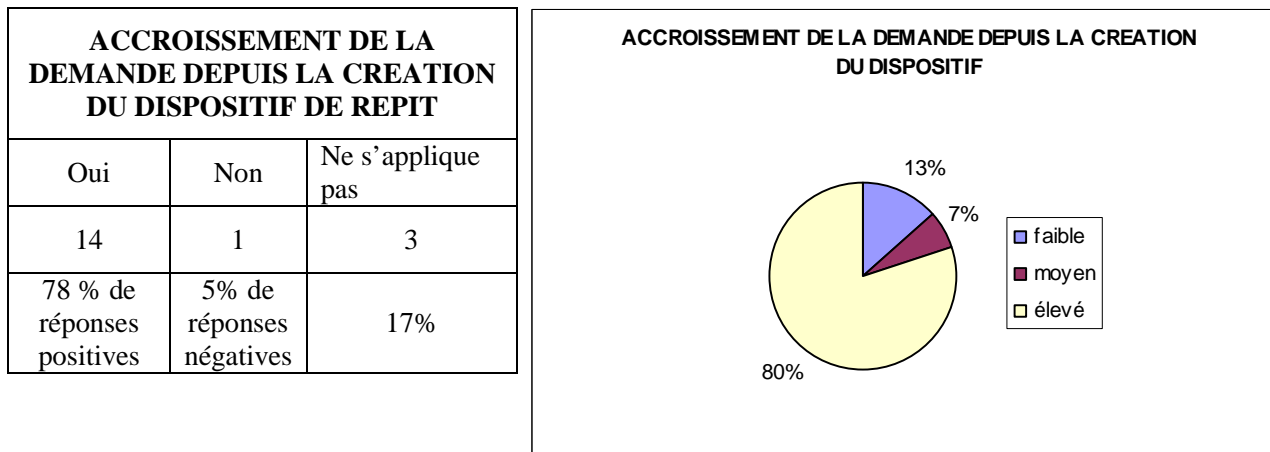 ACCROISSEMENT DE LA
DEMANDE DEPUIS LA CREATION
DU DISPOSITIF DE REPIT
Oui
Non
Ne s'applique
pas
14
1
3
78 % de
réponses
positives
5% de
réponses
négatives
17%
ACCROISSEMENT DE LA DEMANDE DEPUIS LA CREATION
DU DISPOSITIF
13%
7%
80%
faible
moyen
élevé